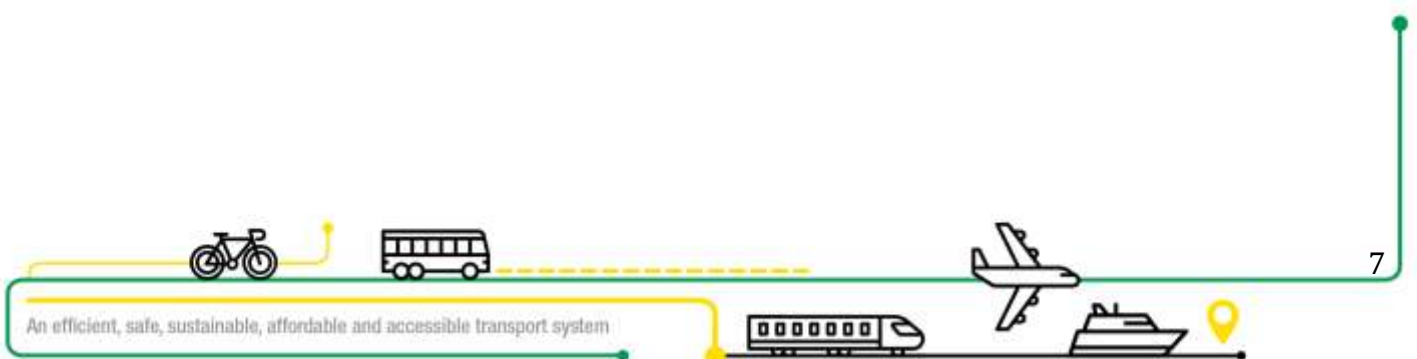 7
An efficient, safe, sustainable, affordable and accessible transport system